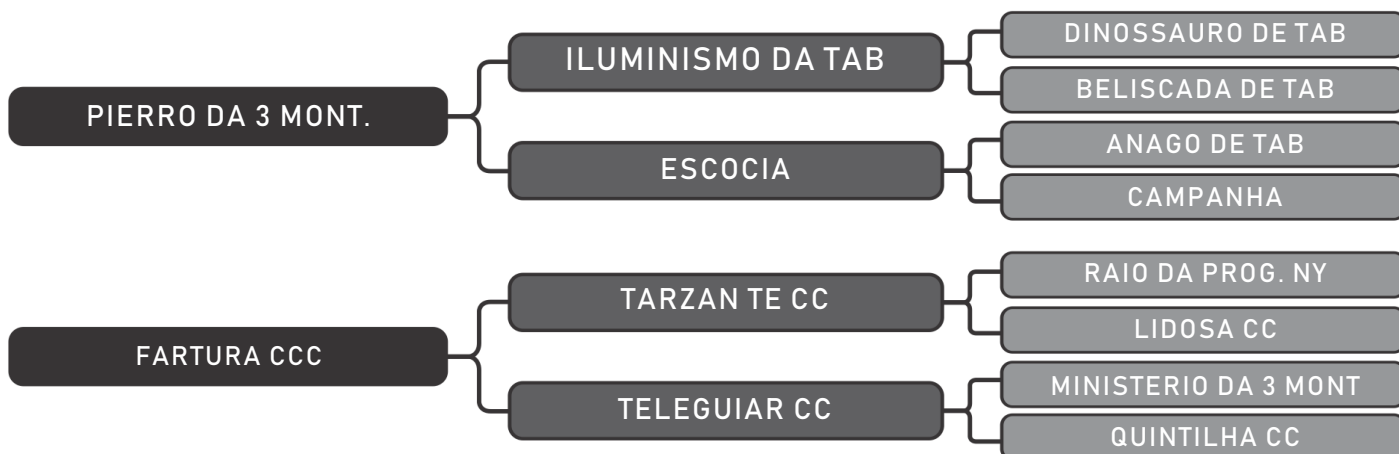 PIERRO DA 3 MONT.
ILUMINISMO DA TAB
DINOSSAURO DE TAB
BELISCADA DE TAB
ESCOCIA
ANAGO DE TAB
CAMPANHA
FARTURA CCC
TARZAN TE CC
RAIO DA PROG. NY
LIDOSA CC
TELEGUIAR CC
MINISTERIO DA 3 MONT
QUINTILHA CC